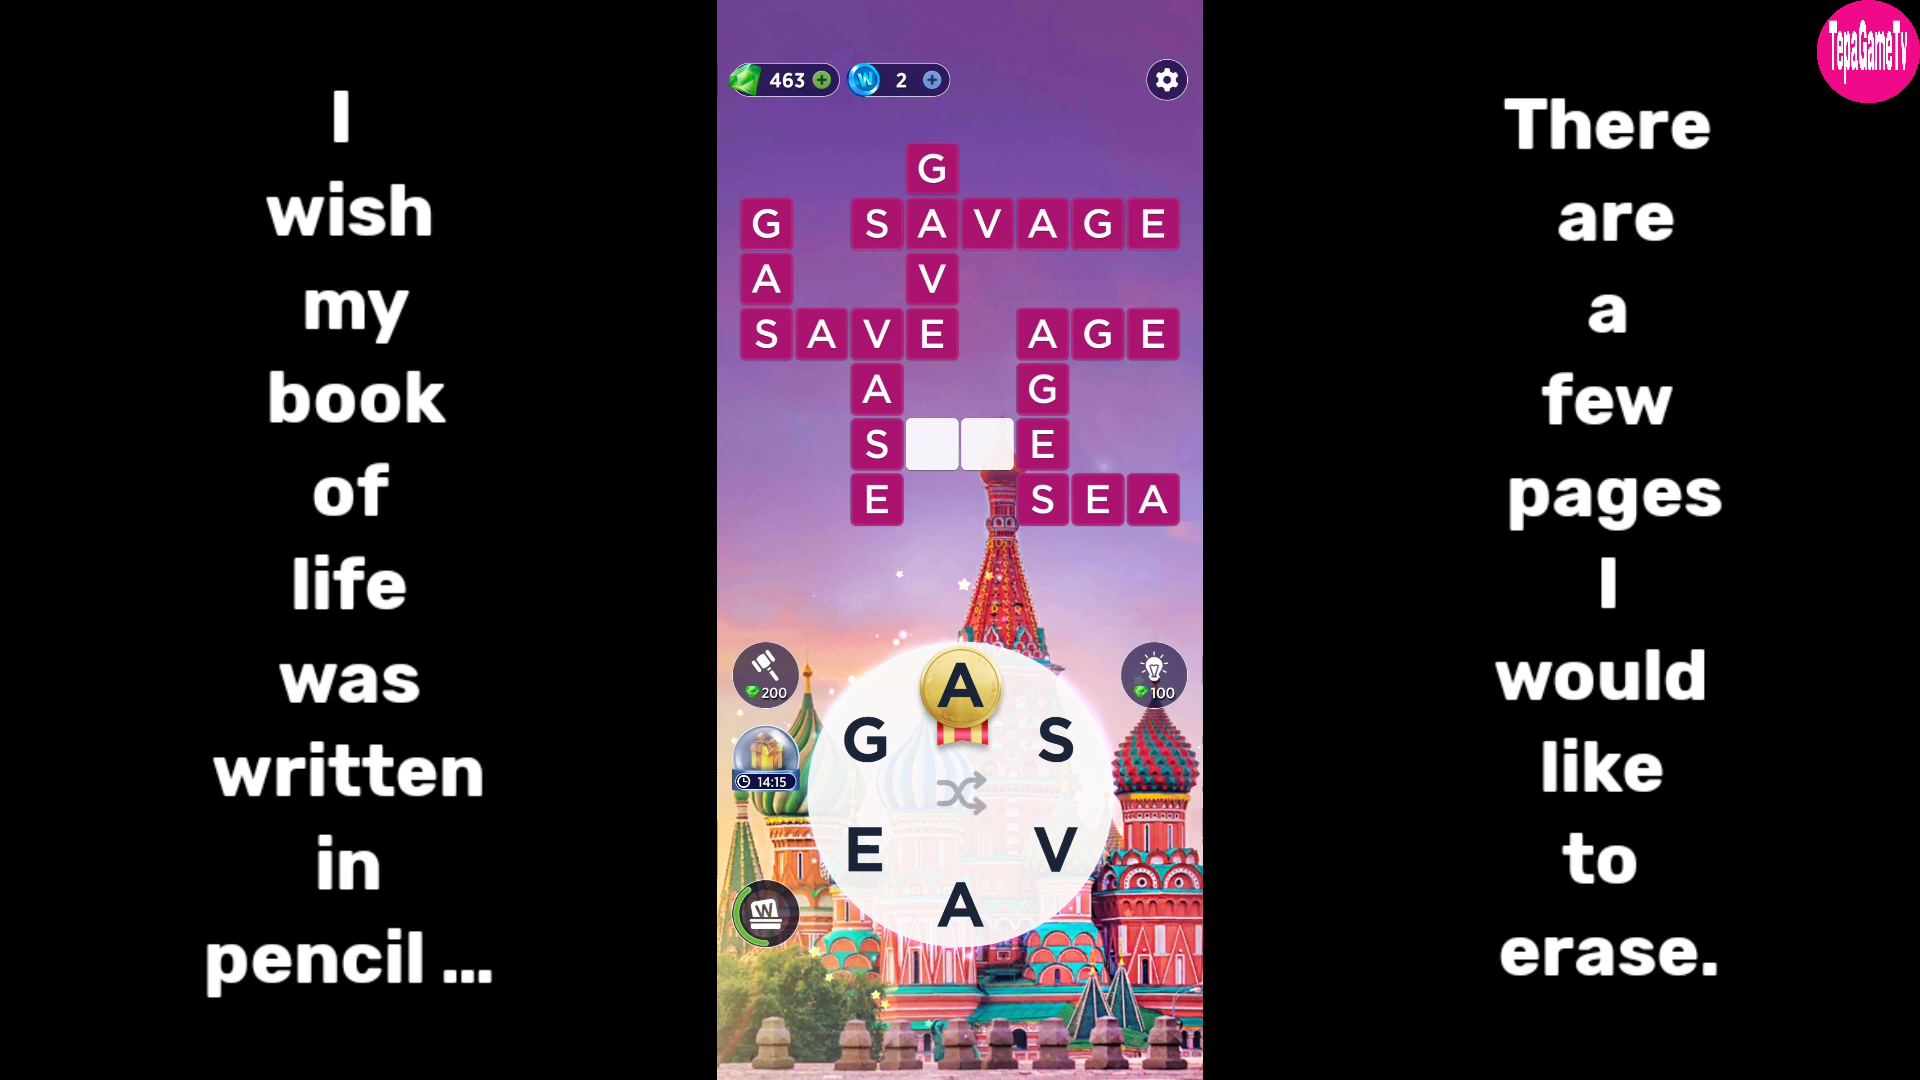 I
wish
my
book
of
life
was
written
in
pencil ...
463
2
G
G S A V A G E
A V
S A V E A G E
A G
S E
E S E A
200
100
14:15
A
G S
E V
A
W
W
There
are
a
few
pages
I
would
like
to
erase.
TepaGameTv